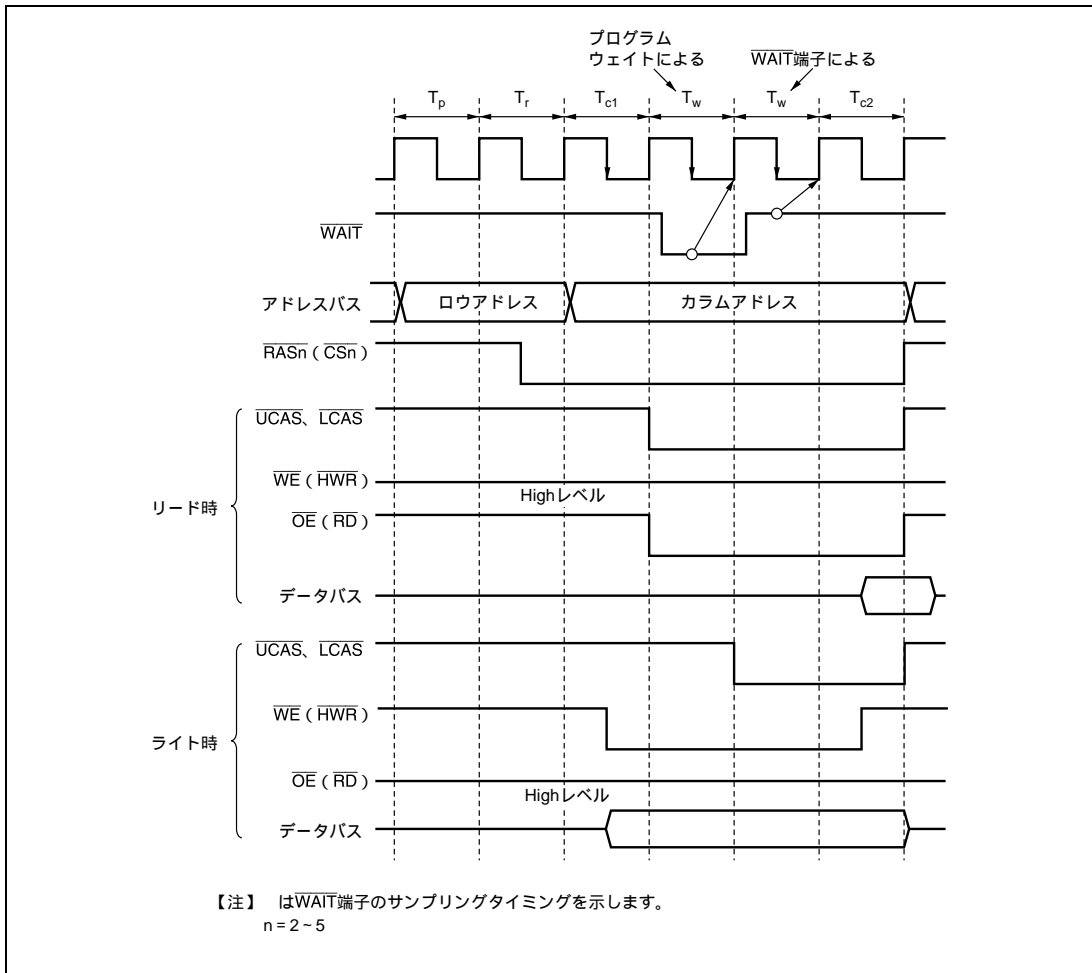 プログラム
ウェイトによる
WAIT端子による
Tp Tr Tc1 Tw Tw Tc2
WAIT
アドレスバス ロウアドレス カラムアドレス
RASn（CSn）
リード時
UCAS、LCAS
WE（HWR）
Highレベル
OE（RD）
データバス
ライト時
UCAS、LCAS
WE（HWR）
OE（RD）
Highレベル
データバス
【注】 はWAIT端子のサンプリングタイミングを示します。
n = 2 ~ 5